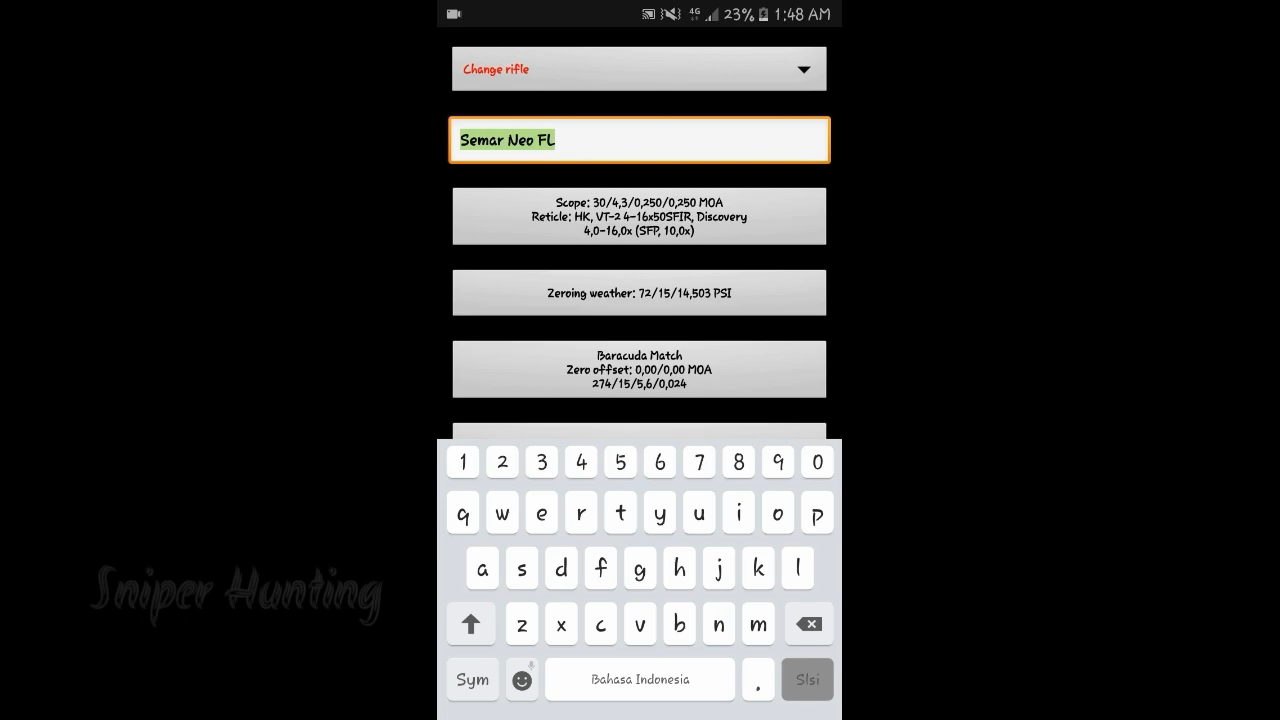 4G 23% 1:48 AM
Change rifle
Semar Neo FL
Scope: 30/4,3/0,250/0,250 MOA
Reticle: HK, VT-2 4-16x50SFIR, Discovery
4,0-16,0x (SFP, 10,0x)
Zeroing weather: 72/15/14,503 PSI
Baracuda Match
Zero offset: 0,00/0,00 MOA
274/15/5,6/0,024
1 2 3 4 5 6 7 8 9 0
q w e r t y u i o p
a s d f g h j k l
Sniper Hunting
z x c v b n m
Sym Bahasa Indonesia . Slsi